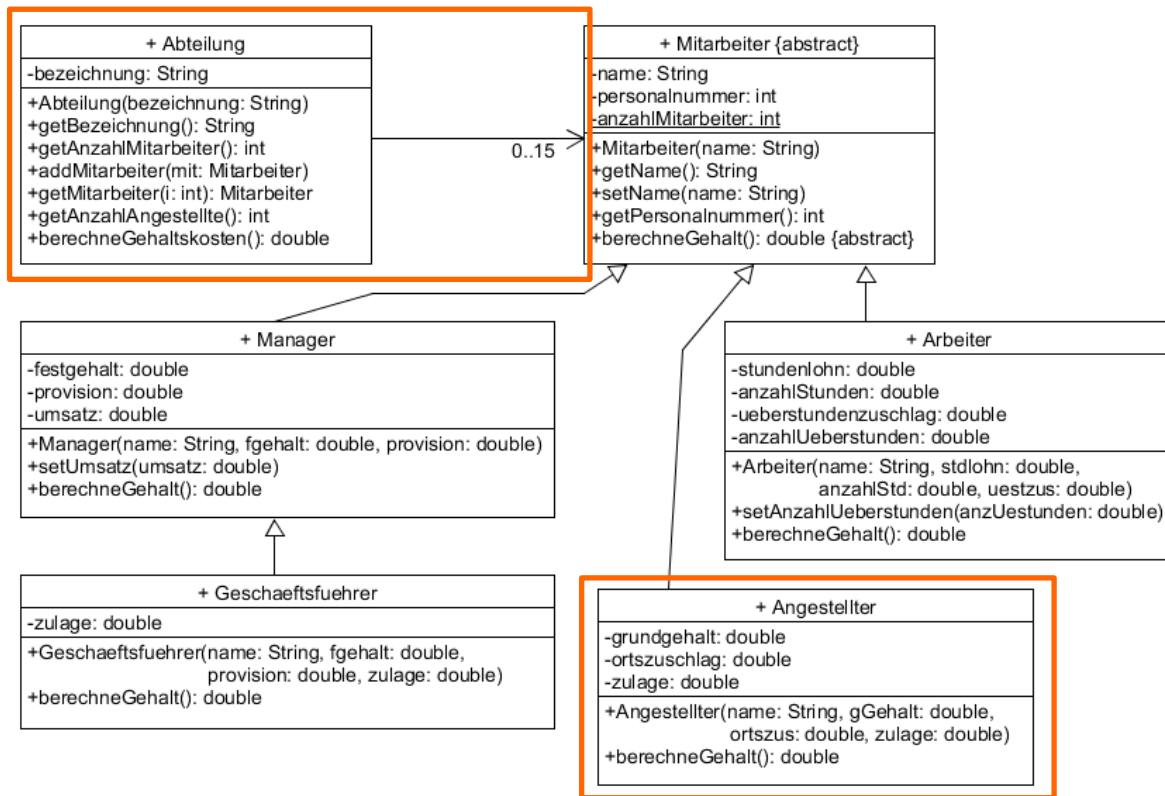 + Abteilung
-bezeichnung: String
+Abteilung(bezeichnung: String)
+getBezeichnung(): String
+getAnzahlMitarbeiter(): int
+addMitarbeiter(mit: Mitarbeiter)
+getMitarbeiter(i: int): Mitarbeiter
+getAnzahlAngestellte(): int
+berechneGehaltskosten(): double
0..15
+ Mitarbeiter {abstract}
-name: String
-personalnummer: int
-anzahlMitarbeiter: int
+Mitarbeiter(name: String)
+getName(): String
+setName(name: String)
+getPersonalnummer(): int
+berechneGehalt(): double {abstract}
+ Manager
-festgehalt: double
-provision: double
-umsatz: double
+Manager(name: String, fgehalt: double, provision: double)
+setUmsatz(umsatz: double)
+berechneGehalt(): double
+ Arbeiter
-stundenlohn: double
-anzahlStunden: double
-ueberstundenzuschlag: double
-anzahlUeberstunden: double
+Arbeiter(name: String, stdlohn: double,
anzahlStd: double, uestzus: double)
+setAnzahlUeberstunden(anzUestunden: double)
+berechneGehalt(): double
+ Geschaeftsfuehrer
-zulage: double
+Geschaeftsfuehrer(name: String, fgehalt: double,
provision: double, zulage: double)
+berechneGehalt(): double
+ Angestellter
-grundgehalt: double
-ortszuschlag: double
-zulage: double
+Angestellter(name: String, gGehalt: double,
ortszus: double, zulage: double)
+berechneGehalt(): double